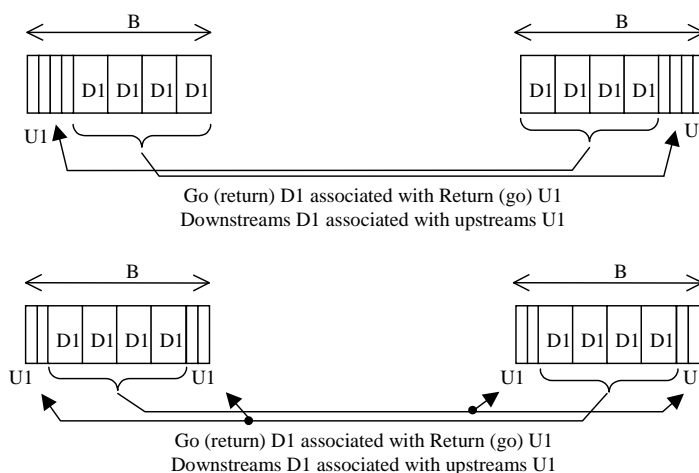 B B
D1 D1 D1 D1 D1 D1 D1 D1
U1 U
Go (return) D1 associated with Return (go) U1
Downstreams D1 associated with upstreams U1
B B
D1 D1 D1 D1 D1 D1 D1 D1
U1 U1 U1 U
Go (return) D1 associated with Return (go) U1
Downstreams D1 associated with upstreams U1